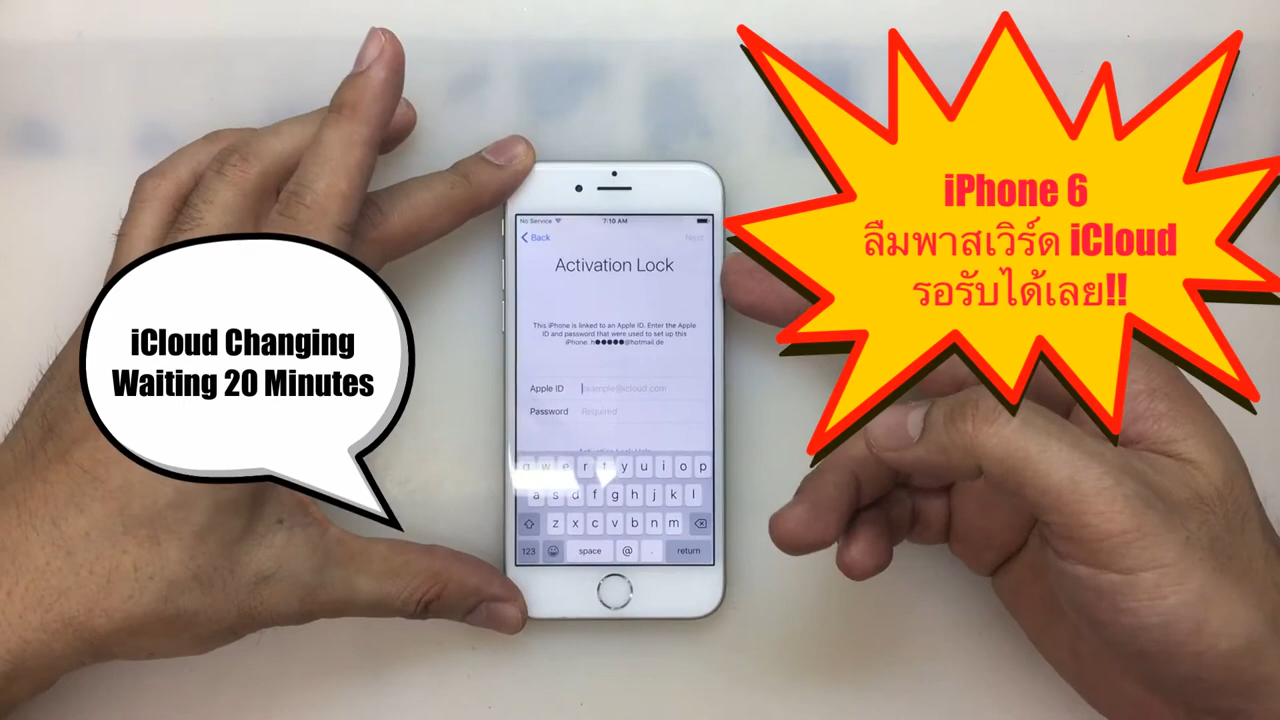 iPhone 6
ลืมพาสเวิร์ด iCloud
รอรับได้เลย!!
iCloud Changing
Waiting 20 Minutes
No Service
7:10 AM
Back
Next
Activation Lock
This iPhone is linked to an Apple ID. Enter the Apple
ID and password that were used to set up this
iPhone. h●●●●●@hotmail.de
Apple ID example@icloud.com
Password Required
Activation Lock Help
q w e r t y u i o p
a s d f g h j k l
z x c v b n m
123 space @ . return